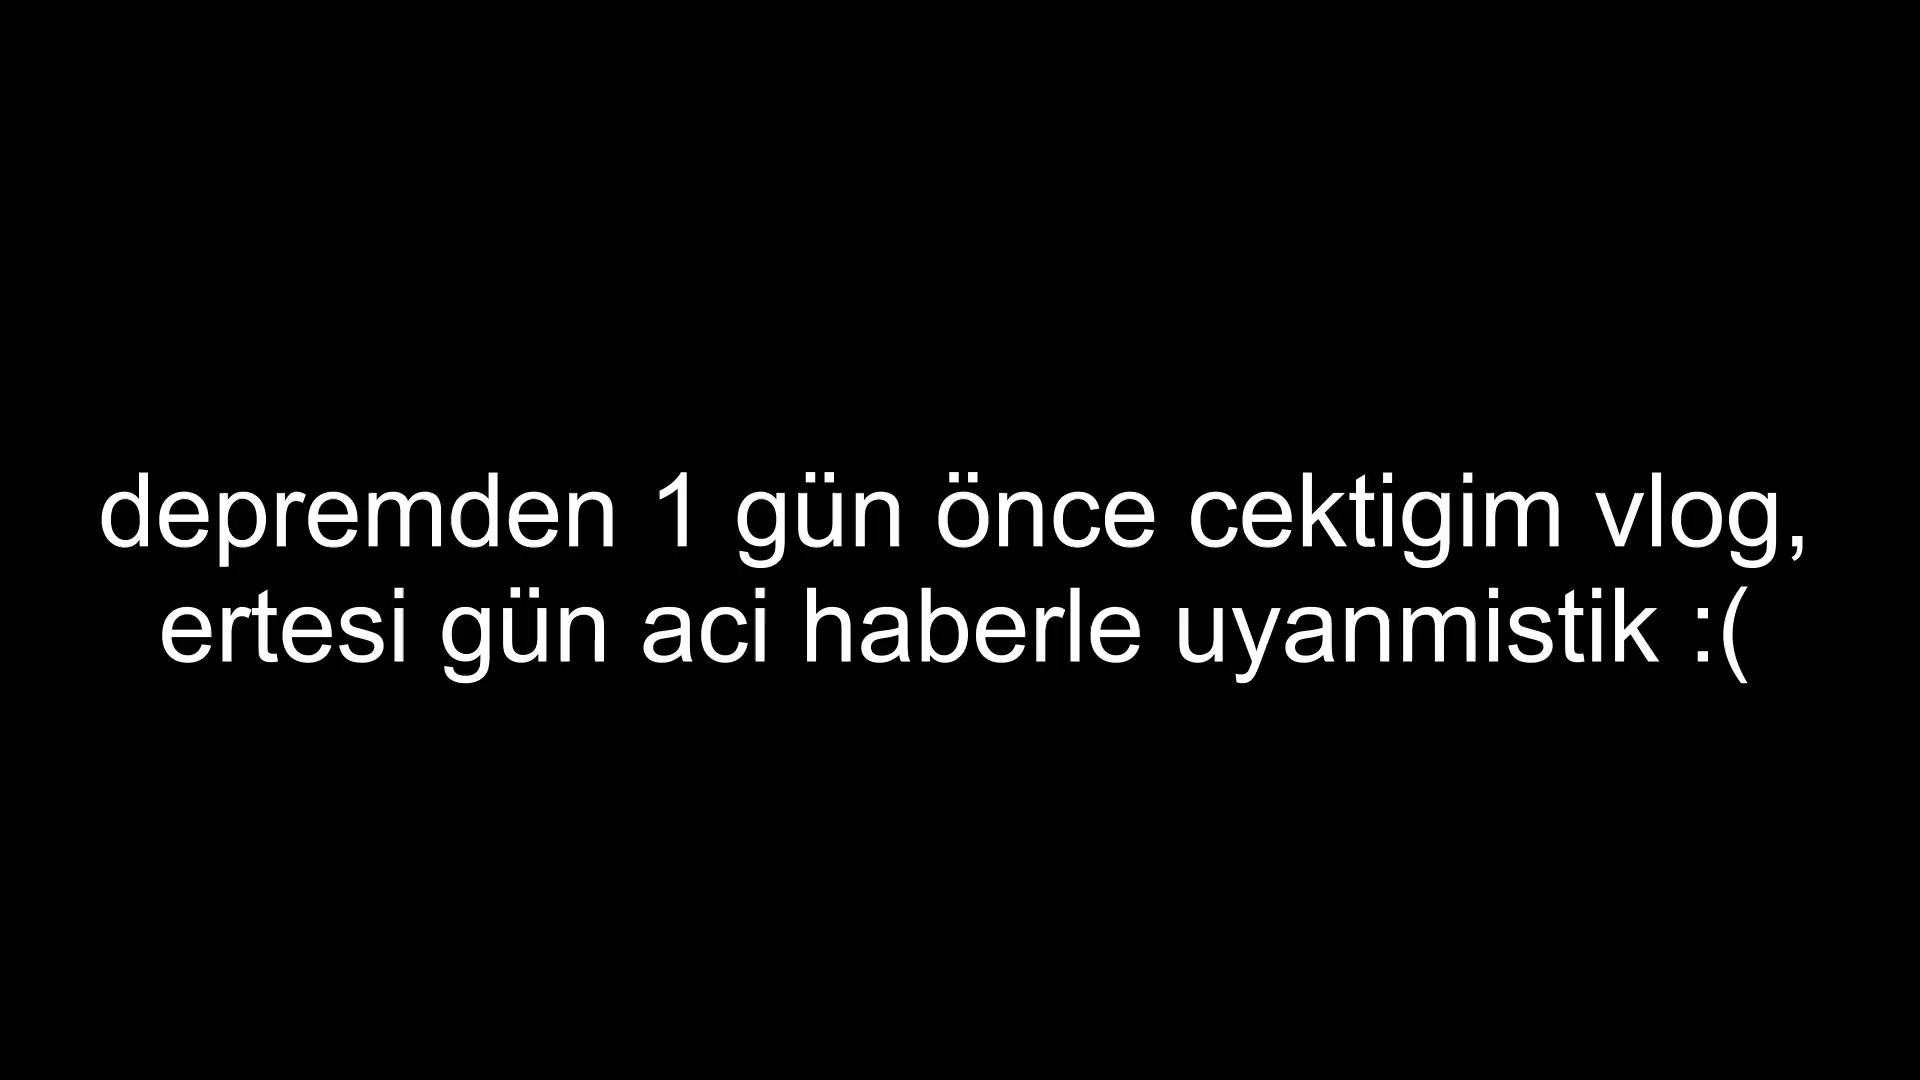 depremden 1 gün önce cektigim vlog,
ertesi gün aci haberle uyanmistik :(